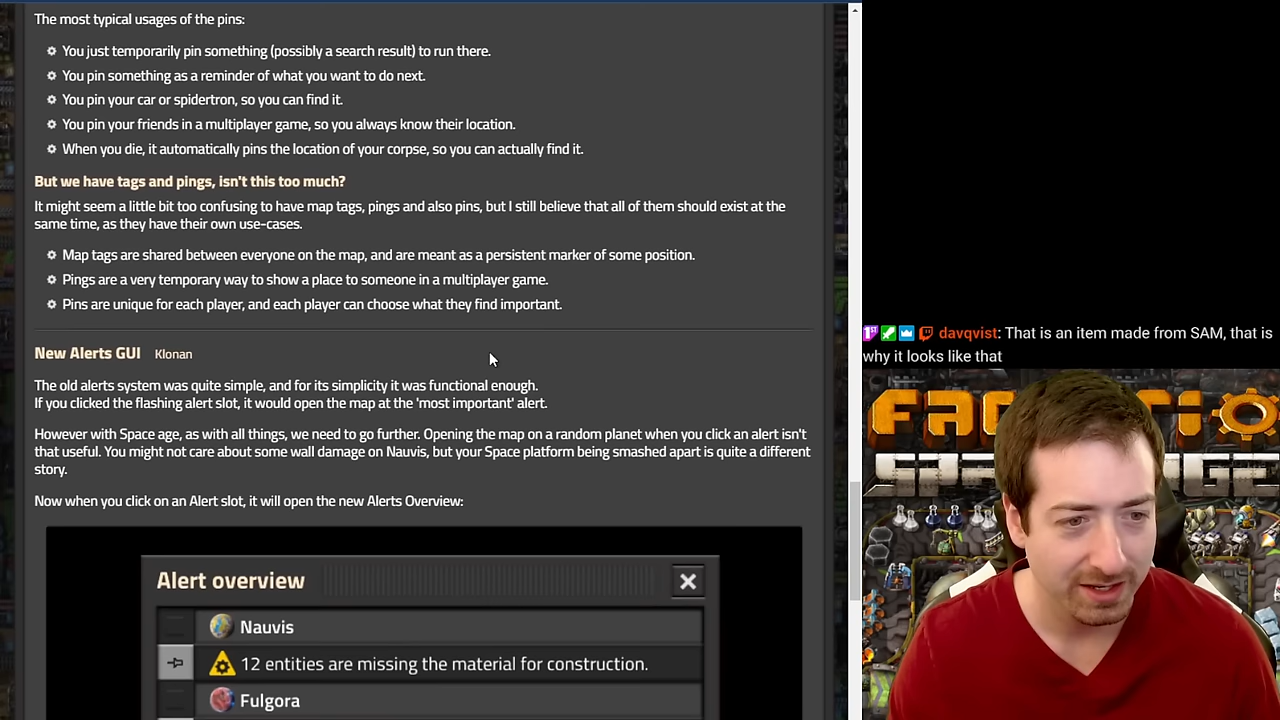 The most typical usages of the pins:
You just temporarily pin something (possibly a search result) to run there.
You pin something as a reminder of what you want to do next.
You pin your car or spidertron, so you can find it.
You pin your friends in a multiplayer game, so you always know their location.
When you die, it automatically pins the location of your corpse, so you can actually find it.
But we have tags and pings, isn't this too much?
It might seem a little bit too confusing to have map tags, pings and also pins, but I still believe that all of them should exist at the
same time, as they have their own use-cases.
Map tags are shared between everyone on the map, and are meant as a persistent marker of some position.
Pings are a very temporary way to show a place to someone in a multiplayer game.
Pins are unique for each player, and each player can choose what they find important.
New Alerts GUI Klonan
The old alerts system was quite simple, and for its simplicity it was functional enough.
If you clicked the flashing alert slot, it would open the map at the 'most important' alert.
However with Space age, as with all things, we need to go further. Opening the map on a random planet when you click an alert isn't
that useful. You might not care about some wall damage on Nauvis, but your Space platform being smashed apart is quite a different
story.
Now when you click on an Alert slot, it will open the new Alerts Overview:
Alert overview
Nauvis
12 entities are missing the material for construction.
Fulgora
1ST davqvist: That is an item made from SAM, that is
why it looks like that